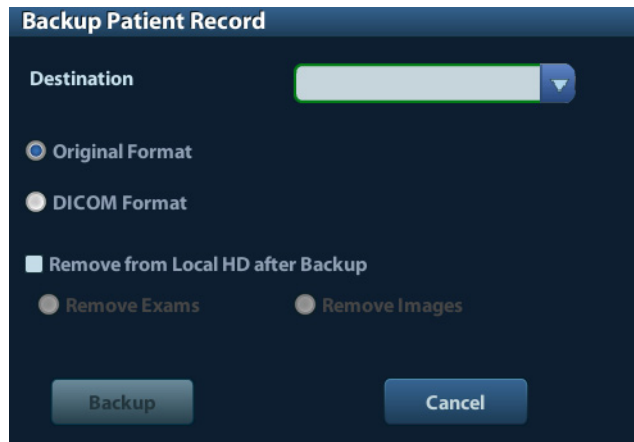 Backup Patient Record
Destination
Original Format
DICOM Format
Remove from Local HD after Backup
Remove Exams Remove Images
Backup Cancel